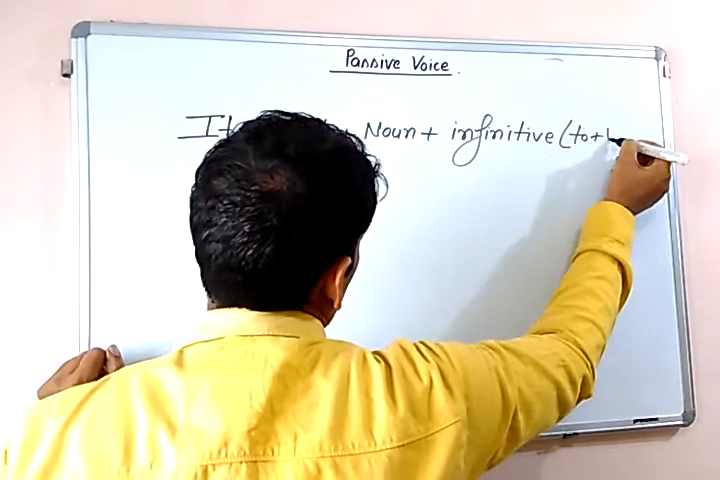 Passive Voice.
It + Noun + infinitive (to+